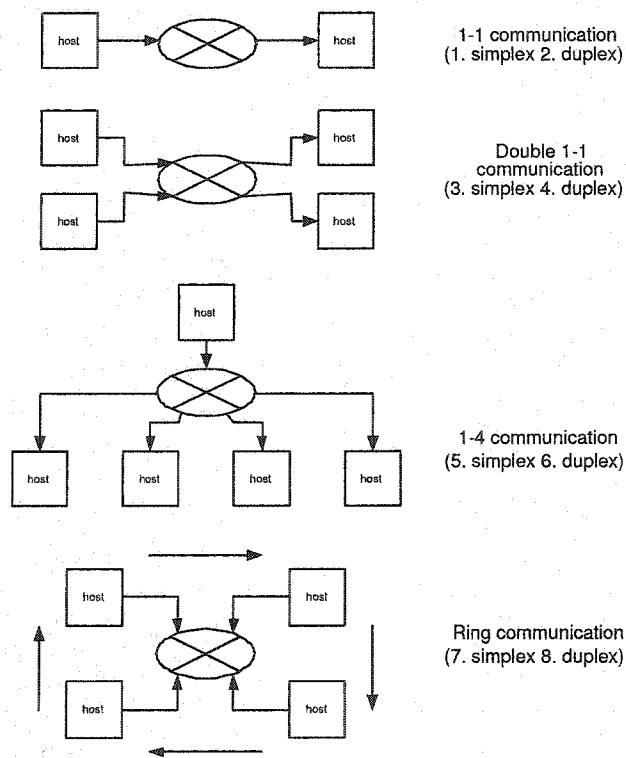 host
host
1-1 communication
(1. simplex 2. duplex)
host
host
Double 1-1
communication
(3. simplex 4. duplex)
host
host
host
1-4 communication
(5. simplex 6. duplex)
host
host
host
host
host
host
Ring communication
(7. simplex 8. duplex)
host
host